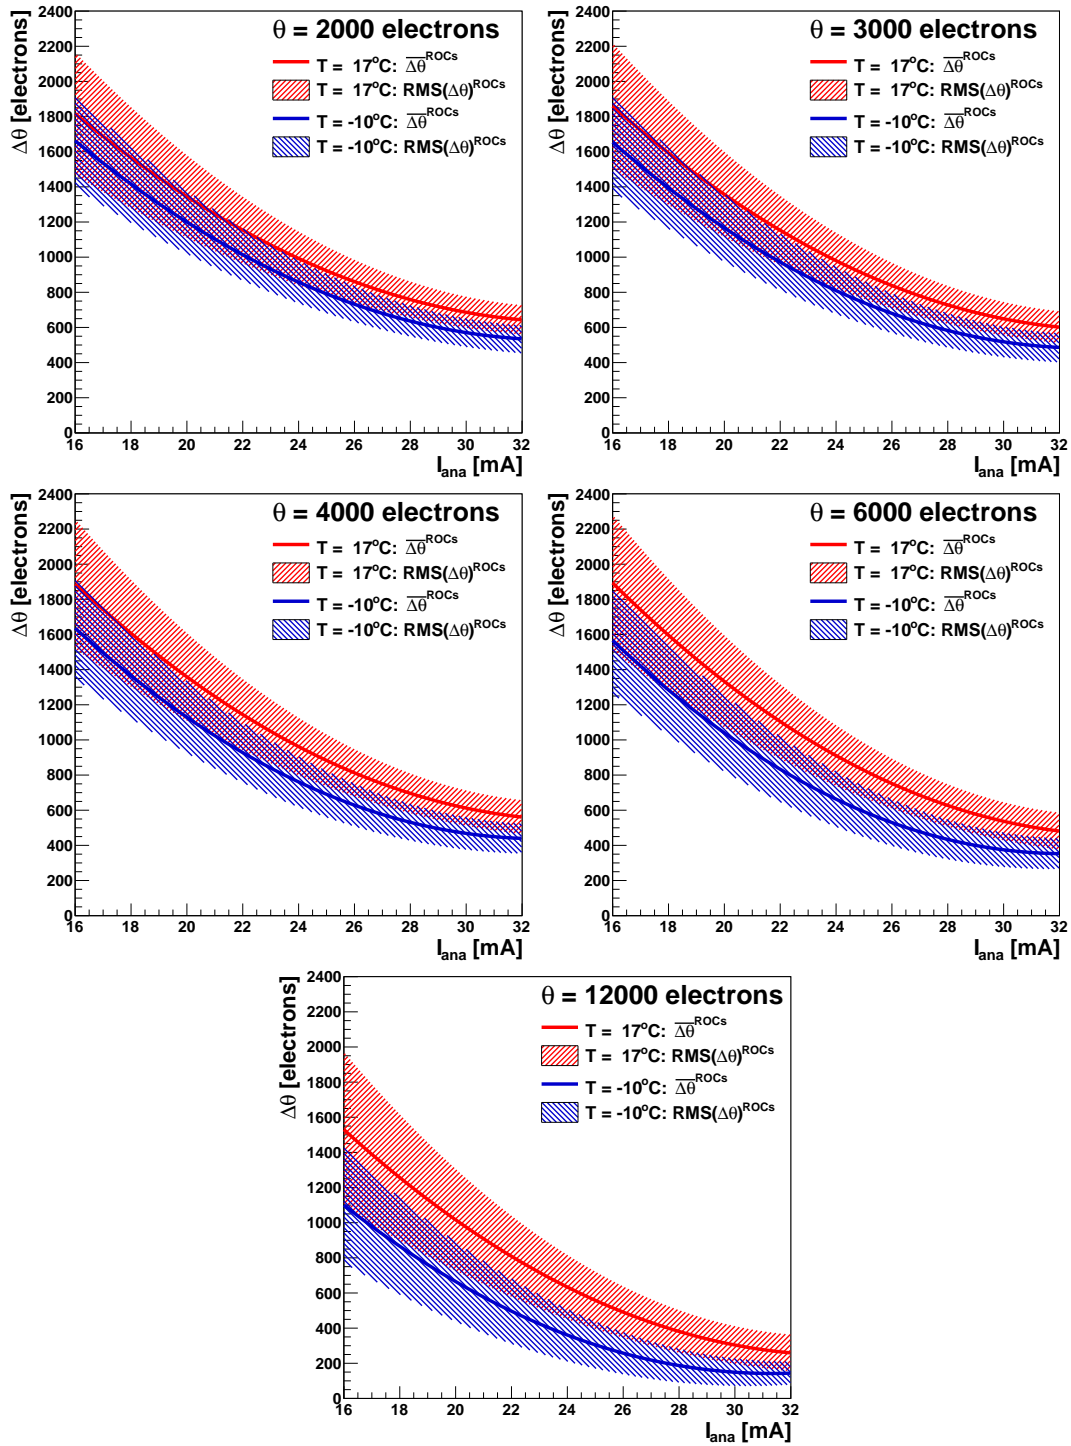 θ = 2000 electrons
T = 17°C: Δθ^ROCs
T = 17°C: RMS(Δθ)^ROCs
T = -10°C: Δθ^ROCs
T = -10°C: RMS(Δθ)^ROCs
Δθ [electrons]
2400
2200
2000
1800
1600
1400
1200
1000
800
600
400
200
0
16 18 20 22 24 26 28 30 32
I_ana [mA]
θ = 3000 electrons
T = 17°C: Δθ^ROCs
T = 17°C: RMS(Δθ)^ROCs
T = -10°C: Δθ^ROCs
T = -10°C: RMS(Δθ)^ROCs
Δθ [electrons]
2400
2200
2000
1800
1600
1400
1200
1000
800
600
400
200
0
16 18 20 22 24 26 28 30 32
I_ana [mA]
θ = 4000 electrons
T = 17°C: Δθ^ROCs
T = 17°C: RMS(Δθ)^ROCs
T = -10°C: Δθ^ROCs
T = -10°C: RMS(Δθ)^ROCs
Δθ [electrons]
2400
2200
2000
1800
1600
1400
1200
1000
800
600
400
200
0
16 18 20 22 24 26 28 30 32
I_ana [mA]
θ = 6000 electrons
T = 17°C: Δθ^ROCs
T = 17°C: RMS(Δθ)^ROCs
T = -10°C: Δθ^ROCs
T = -10°C: RMS(Δθ)^ROCs
Δθ [electrons]
2400
2200
2000
1800
1600
1400
1200
1000
800
600
400
200
0
16 18 20 22 24 26 28 30 32
I_ana [mA]
θ = 12000 electrons
T = 17°C: Δθ^ROCs
T = 17°C: RMS(Δθ)^ROCs
T = -10°C: Δθ^ROCs
T = -10°C: RMS(Δθ)^ROCs
Δθ [electrons]
2400
2200
2000
1800
1600
1400
1200
1000
800
600
400
200
0
16 18 20 22 24 26 28 30 32
I_ana [mA]